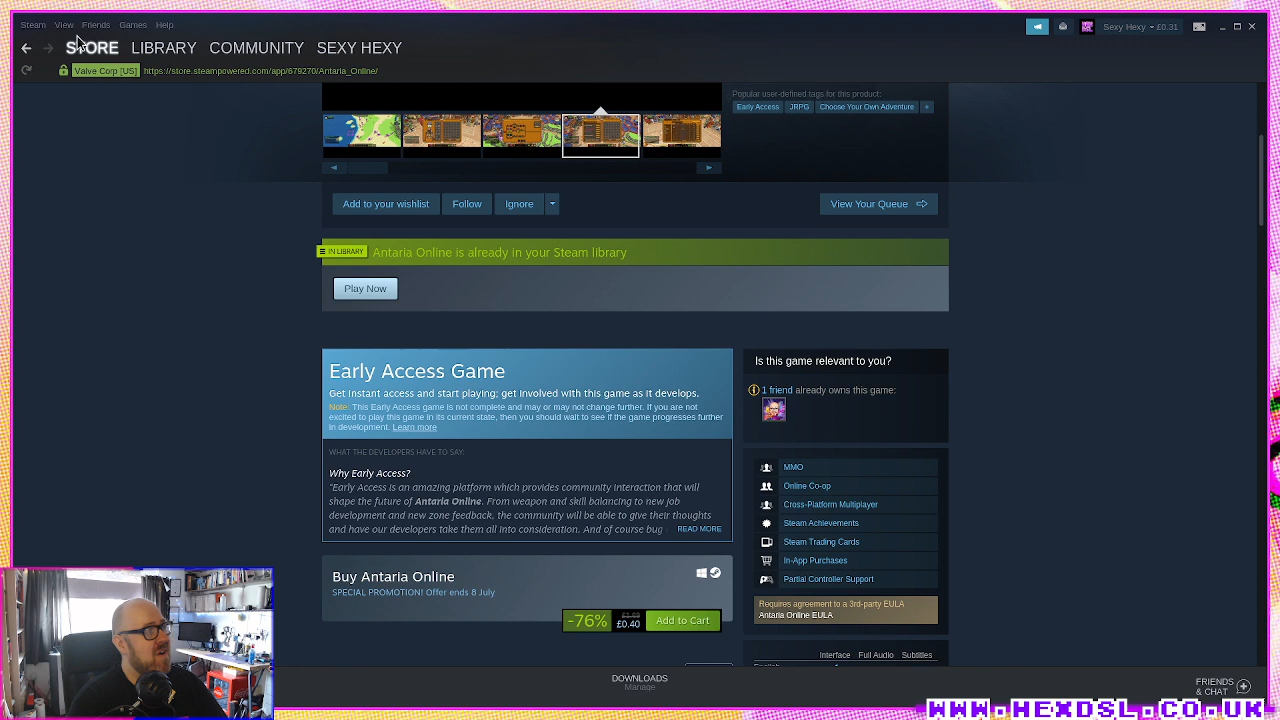 Steam View Friends Games Help
Sexy Hexy £0.31
STORE LIBRARY COMMUNITY SEXY HEXY
Valve Corp [US] https://store.steampowered.com/app/679270/Antaria_Online/
Popular user-defined tags for this product:
Early Access JRPG Choose Your Own Adventure +
Add to your wishlist Follow Ignore View Your Queue
IN LIBRARY Antaria Online is already in your Steam library
Play Now
Early Access Game
Get instant access and start playing; get involved with this game as it develops.
Note: This Early Access game is not complete and may or may not change further. If you are not
excited to play this game in its current state, then you should wait to see if the game progresses further
in development. Learn more
WHAT THE DEVELOPERS HAVE TO SAY:
Why Early Access?
"Early Access is an amazing platform which provides community interaction that will
shape the future of Antaria Online. From weapon and skill balancing to new job
development and new zone feedback, the community will be able to give their thoughts
and have our developers take them all into consideration. And of course bug READ MORE
Buy Antaria Online
SPECIAL PROMOTION! Offer ends 8 July
-76% £1.69 £0.40 Add to Cart
Is this game relevant to you?
1 friend already owns this game:
MMO
Online Co-op
Cross-Platform Multiplayer
Steam Achievements
Steam Trading Cards
In-App Purchases
Partial Controller Support
Requires agreement to a 3rd-party EULA
Antaria Online EULA
Interface Full Audio Subtitles
DOWNLOADS
Manage
FRIENDS
& CHAT
WWW.HEXDSL.CO.UK